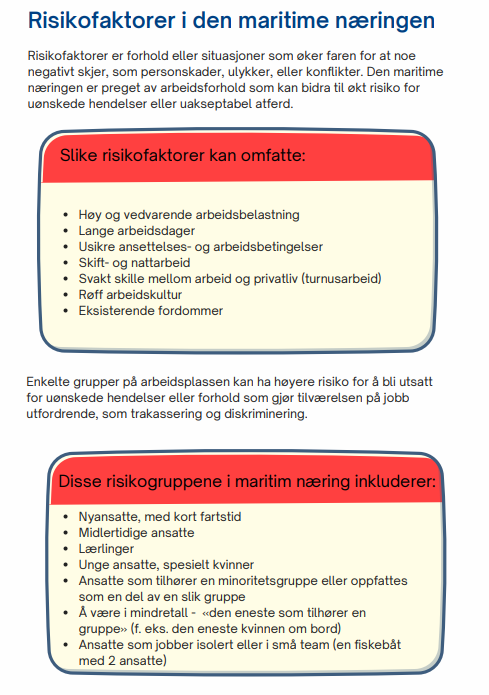 Risikofaktorer i den maritime næringen
Risikofaktorer er forhold eller situasjoner som øker faren for at noe
negativt skjer, som personskader, ulykker, eller konflikter. Den maritime
næringen er preget av arbeidsforhold som kan bidra til økt risiko for
uønskede hendelser eller uakseptabel atferd.
Slike risikofaktorer kan omfatte:
• Høy og vedvarende arbeidsbelastning
• Lange arbeidsdager
• Usikre ansettelses- og arbeidsbetingelser
• Skift- og nattarbeid
• Svakt skille mellom arbeid og privatliv (turnusarbeid)
• Røff arbeidskultur
• Eksisterende fordommer
Enkelte grupper på arbeidsplassen kan ha høyere risiko for å bli utsatt
for uønskede hendelser eller forhold som gjør tilværelsen på jobb
utfordrende, som trakassering og diskriminering.
Disse risikogruppene i maritim næring inkluderer:
• Nyansatte, med kort fartstid
• Midlertidige ansatte
• Lærlinger
• Unge ansatte, spesielt kvinner
• Ansatte som tilhører en minoritetsgruppe eller oppfattes
som en del av en slik gruppe
• Å være i mindretall - «den eneste som tilhører en
gruppe» (f. eks. den eneste kvinnen om bord)
• Ansatte som jobber isolert eller i små team (en fiskebåt
med 2 ansatte)